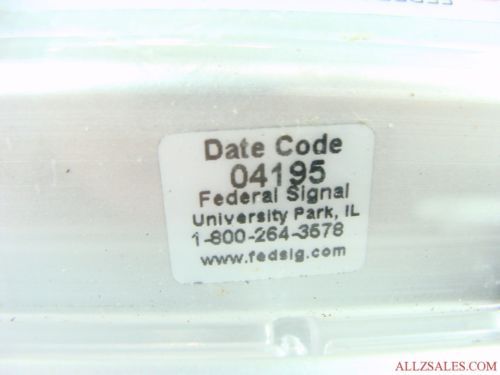 Date Code
04195
Federal Signal
University Park, IL
1-800-264-3578
www.fedsig.com
ALLZSALES.COM